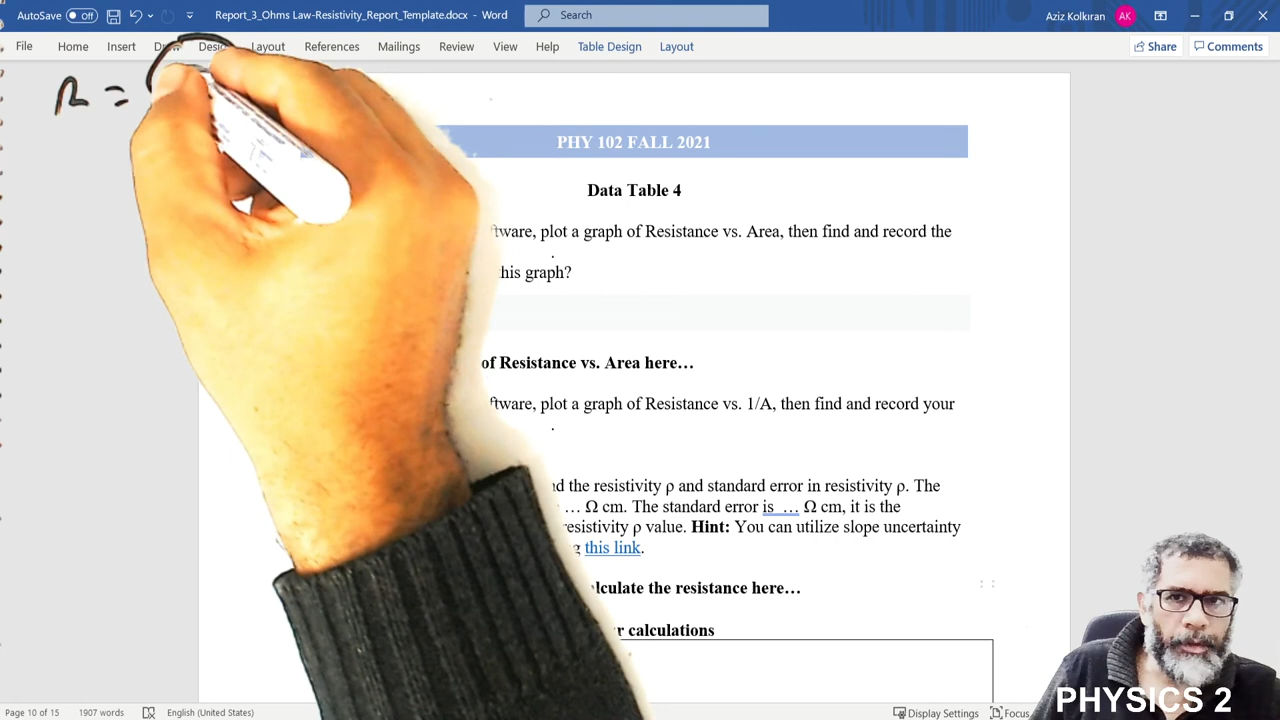 AutoSave Off Report_3_Ohms Law-Resistivity_Report_Template.docx - Word Search Aziz Kolkıran AK
File Home Insert Draw Design Layout References Mailings Review View Help Table Design Layout Share Comments
R =
PHY 102 FALL 2021
Data Table 4
ftware, plot a graph of Resistance vs. Area, then find and record the
.
this graph?
of Resistance vs. Area here…
ftware, plot a graph of Resistance vs. 1/A, then find and record your
.
nd the resistivity ρ and standard error in resistivity ρ. The
… Ω cm. The standard error is … Ω cm, it is the
resistivity ρ value. Hint: You can utilize slope uncertainty
g this link.
lculate the resistance here…
r calculations
PHYSICS 2
Page 10 of 15 1907 words English (United States) Display Settings Focus